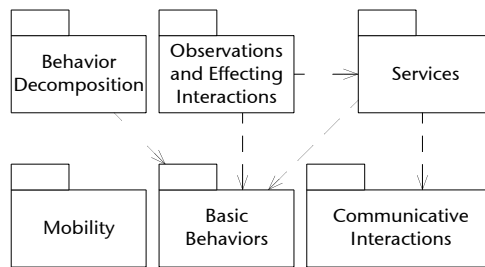 Behavior
Decomposition
Observations
and Effecting
Interactions
Services
Mobility
Basic
Behaviors
Communicative
Interactions